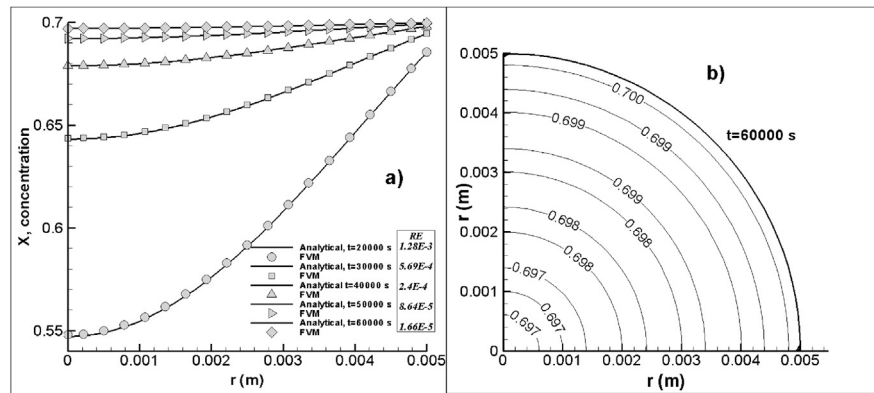 0.7
0.65
0.6
0.55
X, concentration
a)
RE
Analytical, t=20000 s
FVM
1.28E-3
Analytical, t=30000 s
FVM
5.69E-4
Analytical t=40000 s
FVM
2.4E-4
Analytical, t=50000 s
FVM
8.64E-5
Analytical, t=60000 s
FVM
1.66E-5
0 0.001 0.002 0.003 0.004 0.005
r (m)
b)
t=60000 s
0.005
0.004
0.003
0.002
0.001
0
r (m)
0.700
0.699
0.699
0.699
0.698
0.698
0.698
0.698
0.697
0.697
0.697
0 0.001 0.002 0.003 0.004 0.005
r (m)